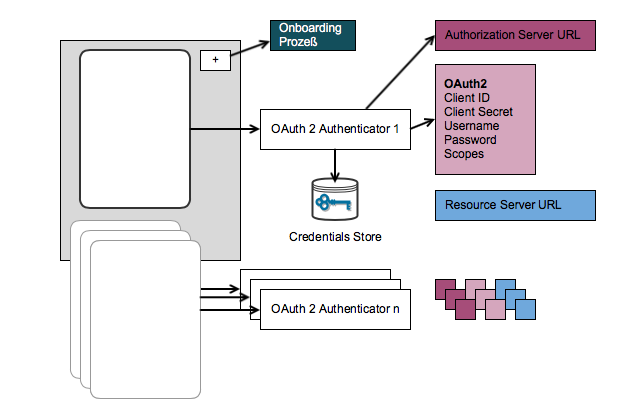 Onboarding
Prozeß
Authorization Server URL
+
OAuth2
Client ID
Client Secret
Username
Password
Scopes
OAuth 2 Authenticator 1
Resource Server URL
Credentials Store
OAuth 2 Authenticator n